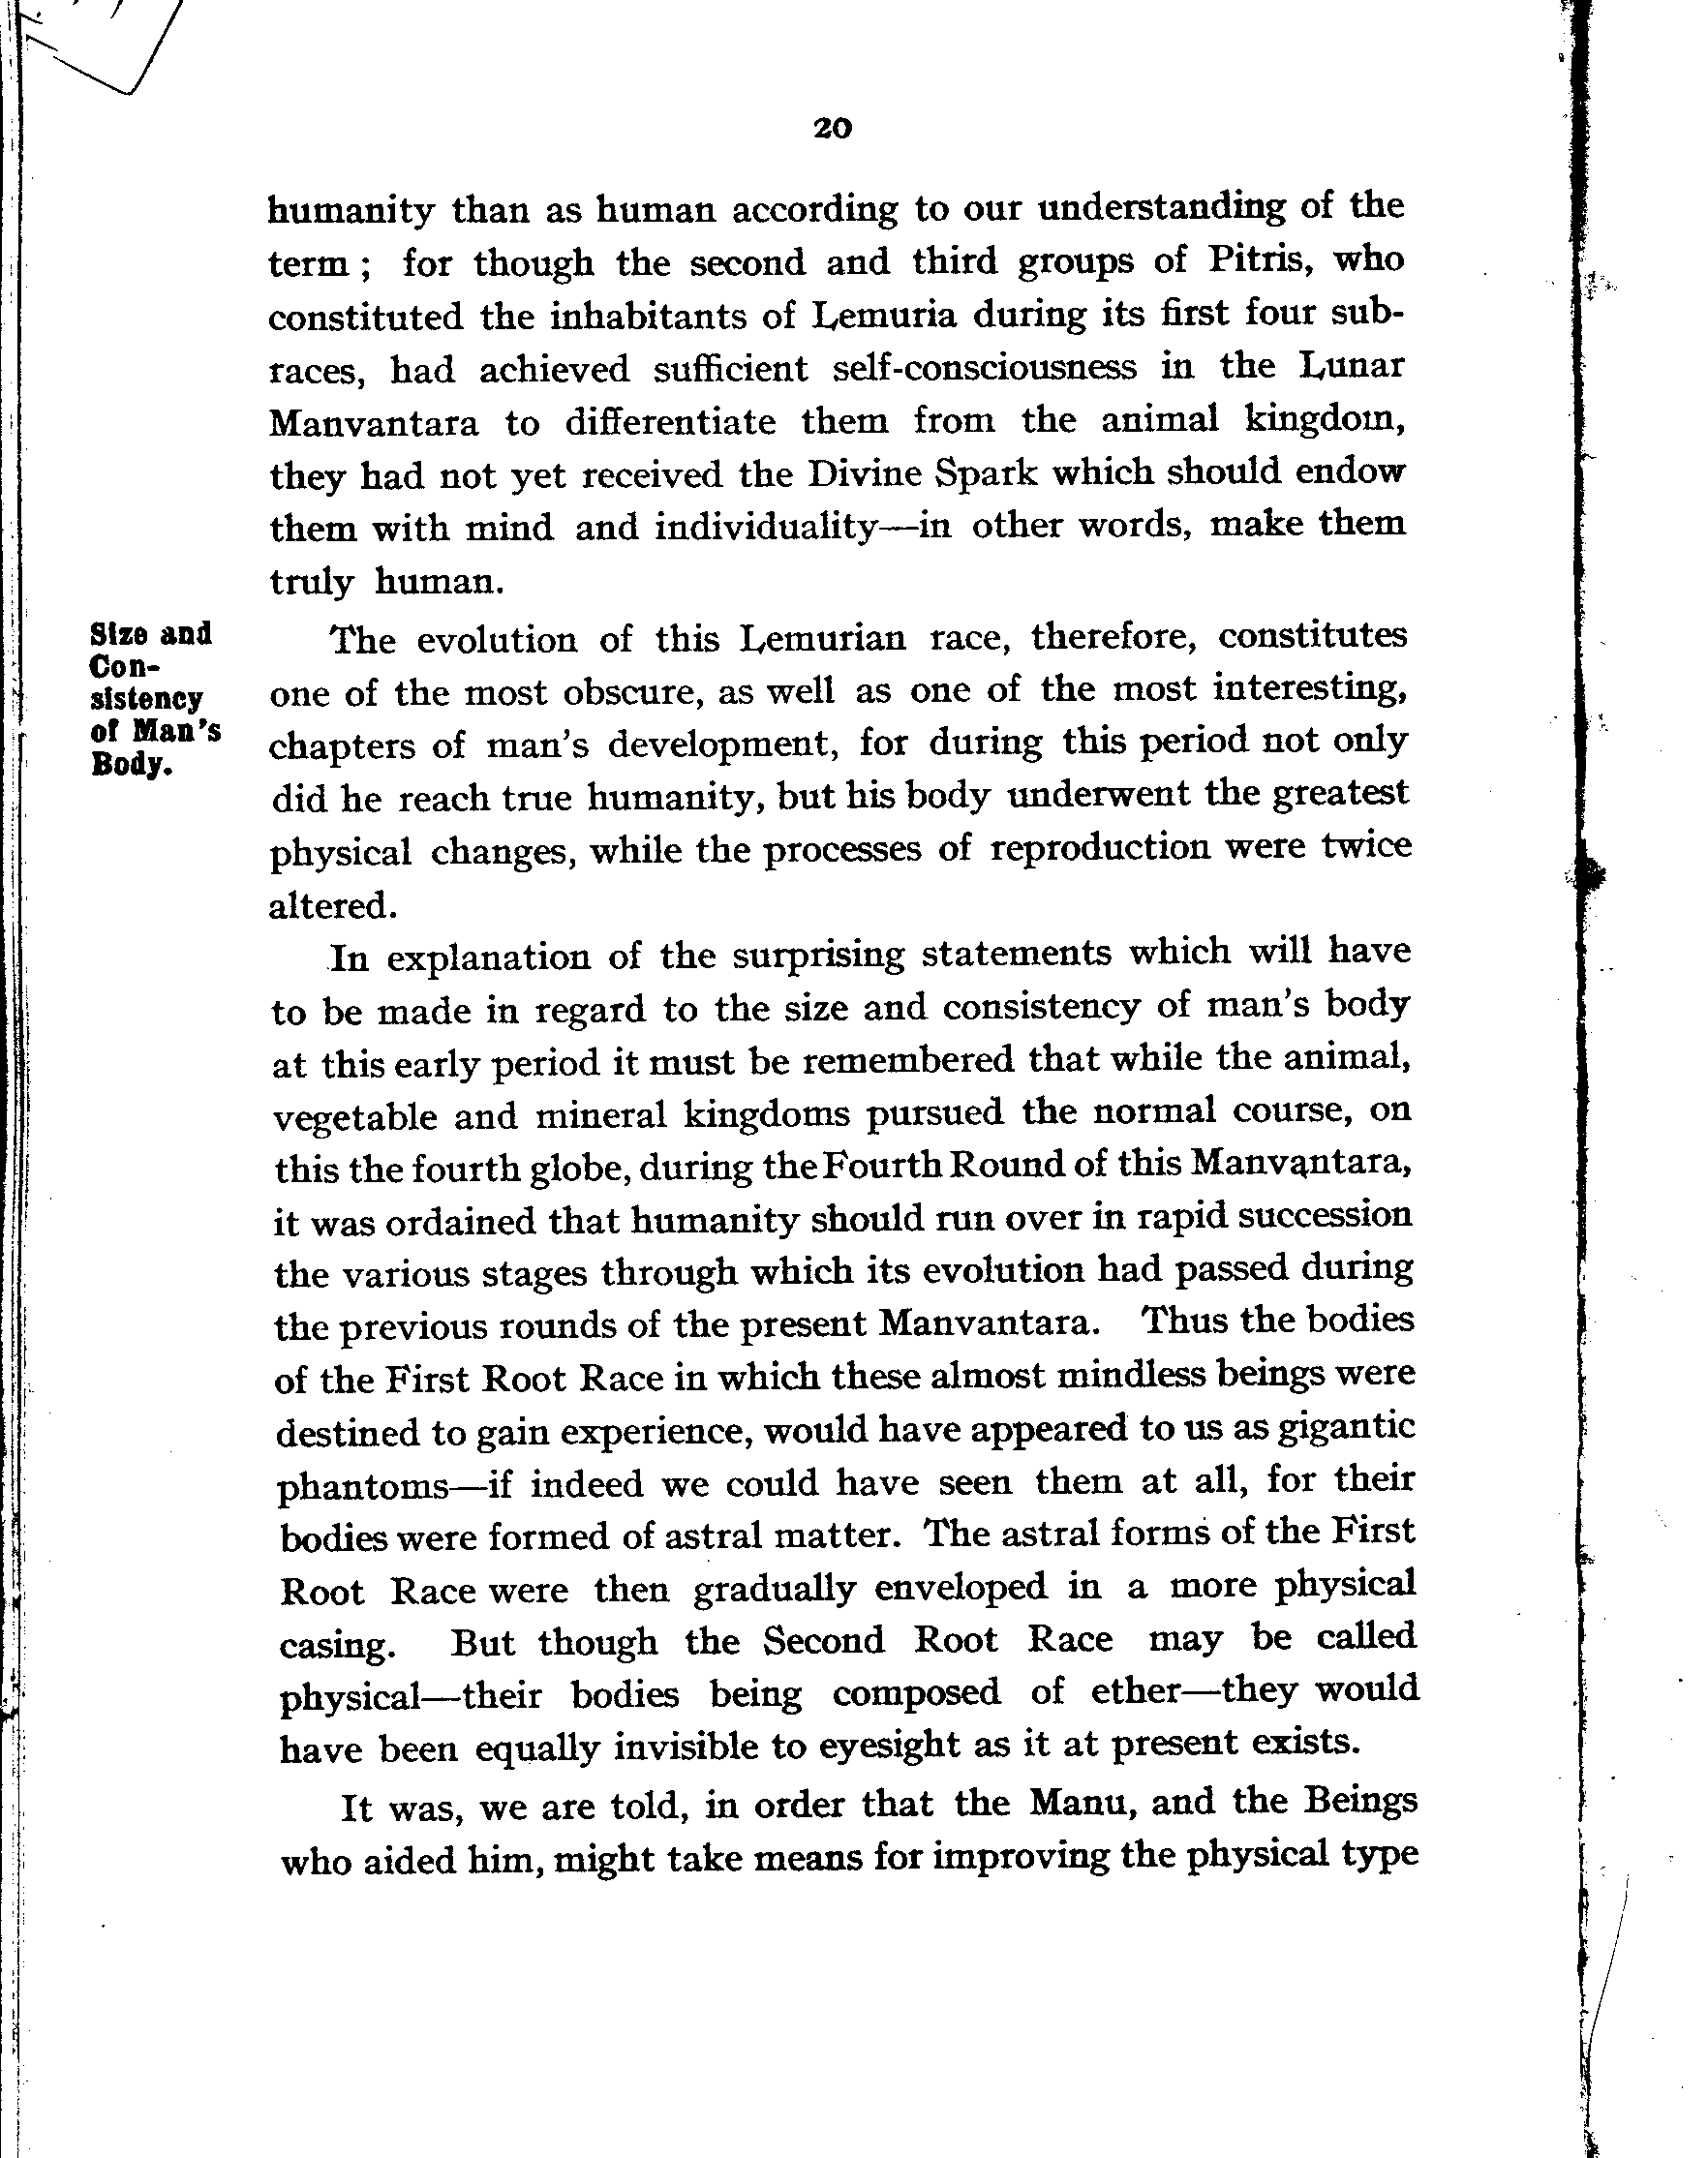 20
humanity than as human according to our understanding of the
term ; for though the second and third groups of Pitris, who
constituted the inhabitants of Lemuria during its first four sub-
races, had achieved sufficient self-consciousness in the Lunar
Manvantara to differentiate them from the animal kingdom,
they had not yet received the Divine Spark which should endow
them with mind and individuality—in other words, make them
truly human.
Size and
Con-
sistency
of Man's
Body.
The evolution of this Lemurian race, therefore, constitutes
one of the most obscure, as well as one of the most interesting,
chapters of man's development, for during this period not only
did he reach true humanity, but his body underwent the greatest
physical changes, while the processes of reproduction were twice
altered.
In explanation of the surprising statements which will have
to be made in regard to the size and consistency of man's body
at this early period it must be remembered that while the animal,
vegetable and mineral kingdoms pursued the normal course, on
this the fourth globe, during the Fourth Round of this Manvantara,
it was ordained that humanity should run over in rapid succession
the various stages through which its evolution had passed during
the previous rounds of the present Manvantara. Thus the bodies
of the First Root Race in which these almost mindless beings were
destined to gain experience, would have appeared to us as gigantic
phantoms—if indeed we could have seen them at all, for their
bodies were formed of astral matter. The astral forms of the First
Root Race were then gradually enveloped in a more physical
casing. But though the Second Root Race may be called
physical—their bodies being composed of ether—they would
have been equally invisible to eyesight as it at present exists.
It was, we are told, in order that the Manu, and the Beings
who aided him, might take means for improving the physical type